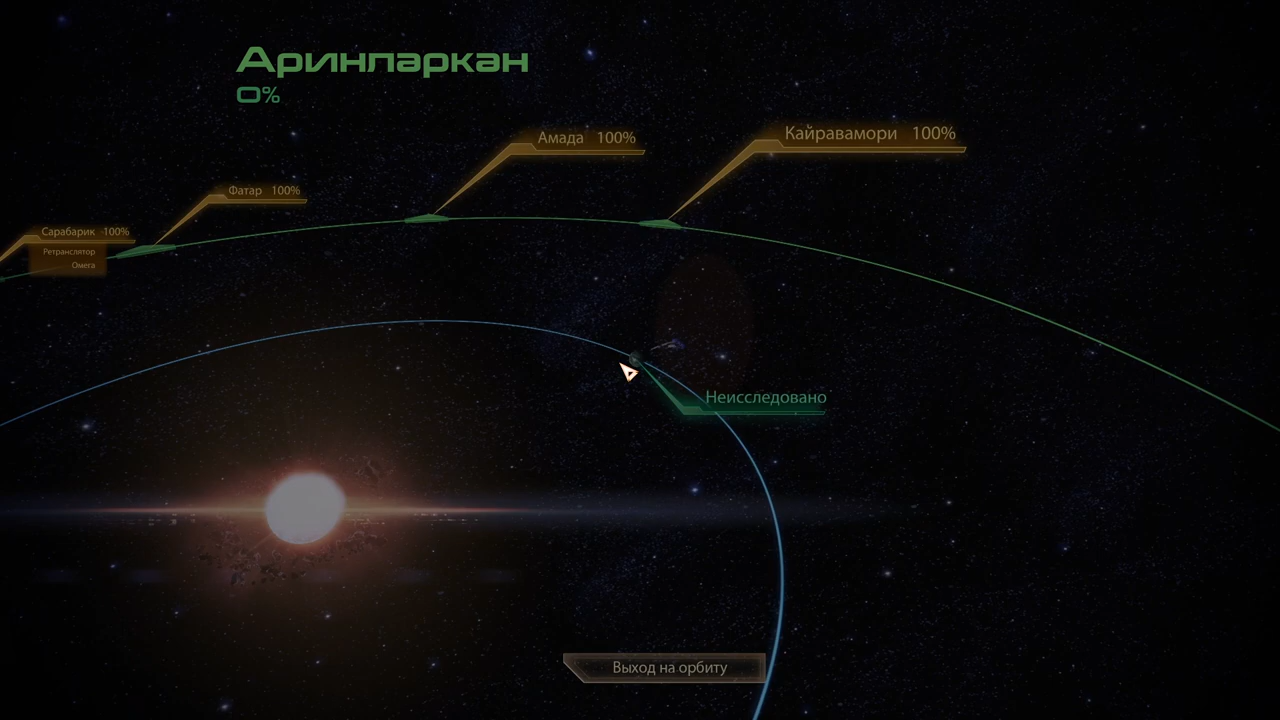 Аринларкан
0%
Амада 100%
Кайравамори 100%
Фатар 100%
Сарабарик 100%
Ретранслятор
Омега
Неисследовано
Выход на орбиту